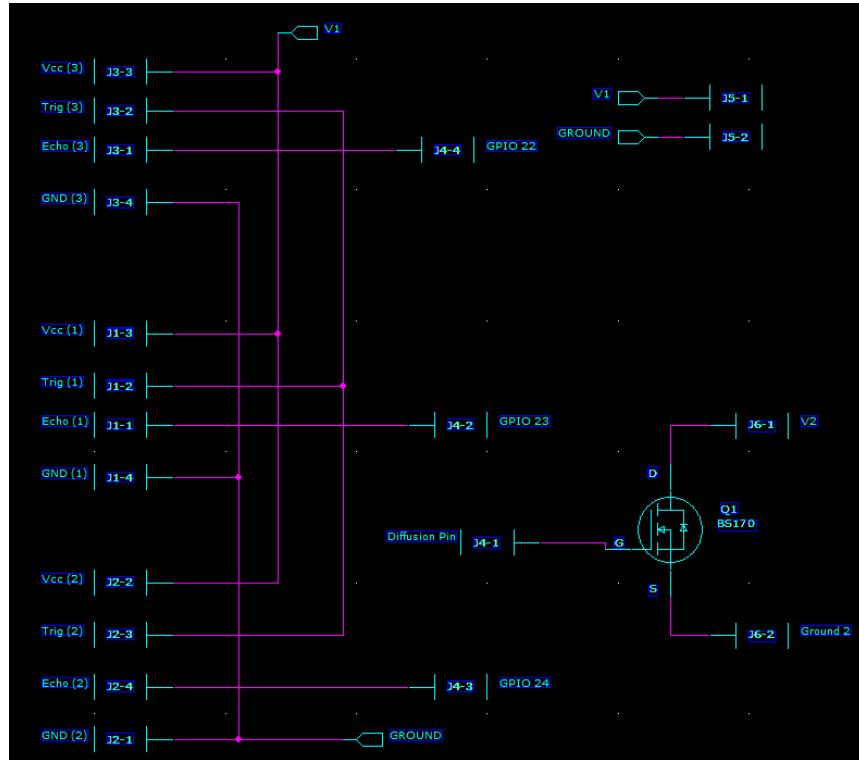 V1
Vcc (3) J3-3
V1 J5-1
Trig (3) J3-2
GROUND J5-2
Echo (3) J3-1 J4-4 GPIO 22
GND (3) J3-4
Vcc (1) J1-3
Trig (1) J1-2
Echo (1) J1-1 J4-2 GPIO 23 J6-1 V2
GND (1) J1-4 D
Q1
BS170
Diffusion Pin J4-1 G
Vcc (2) J2-2 S
Trig (2) J2-3 J6-2 Ground 2
Echo (2) J2-4 J4-3 GPIO 24
GND (2) J2-1 GROUND